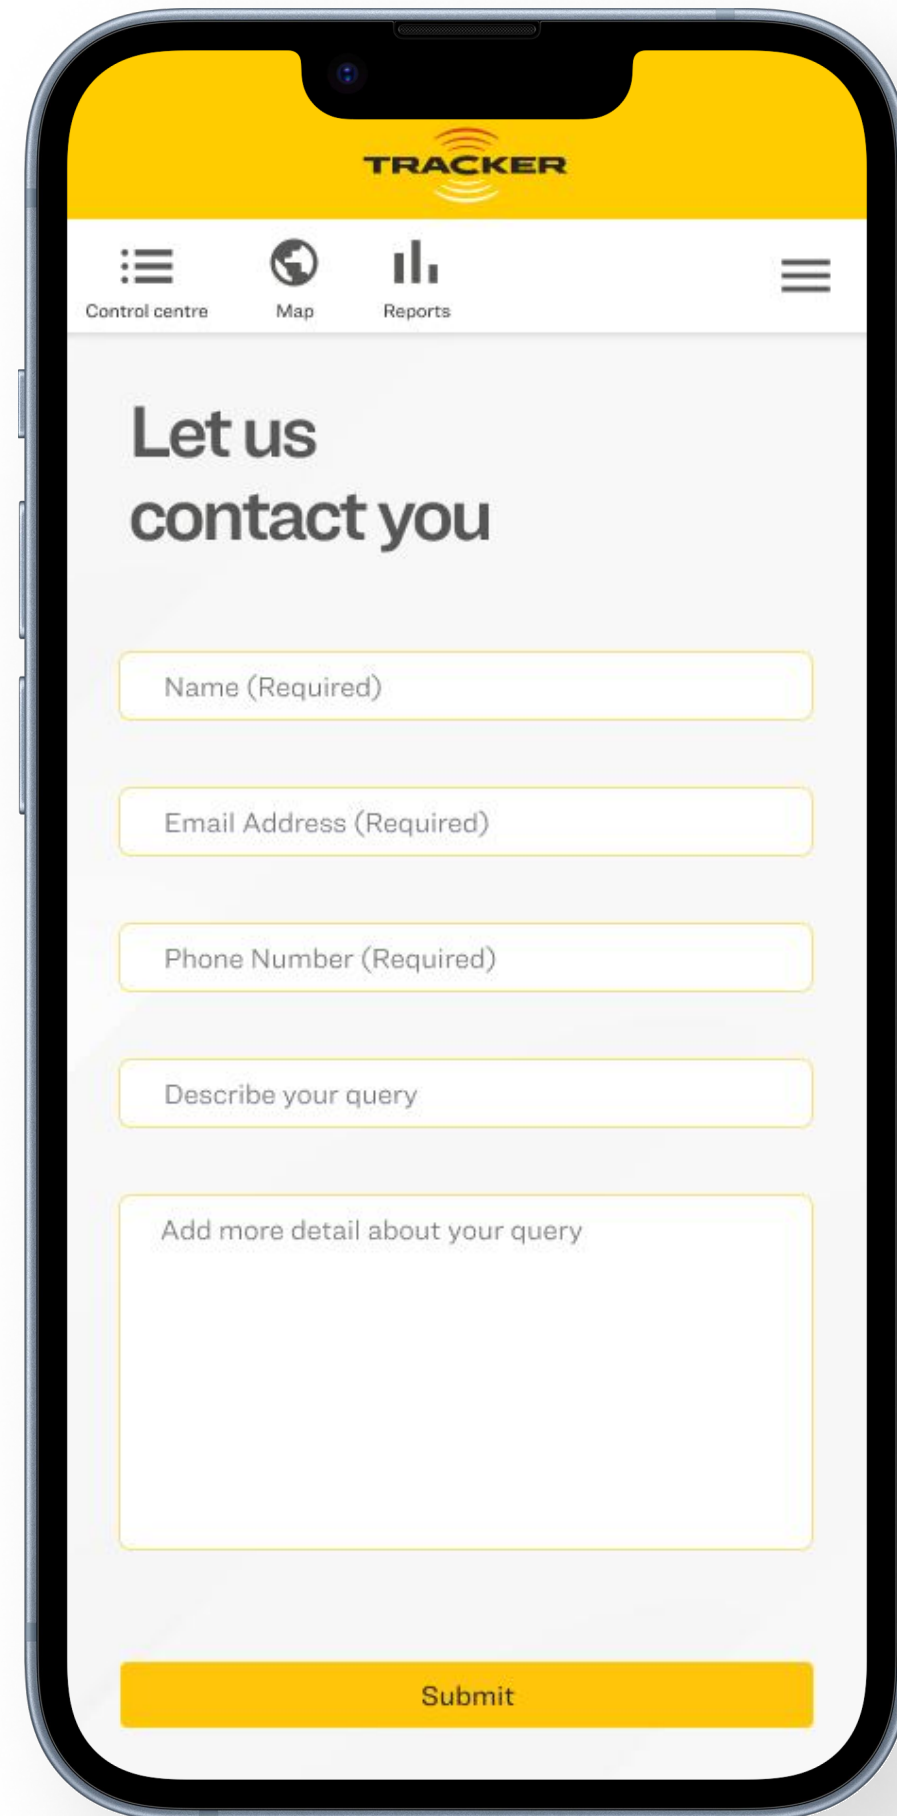 TRACKER
Control centre
Map
Reports
Let us
contact you
Name (Required)
Email Address (Required)
Phone Number (Required)
Describe your query
Add more detail about your query
Submit